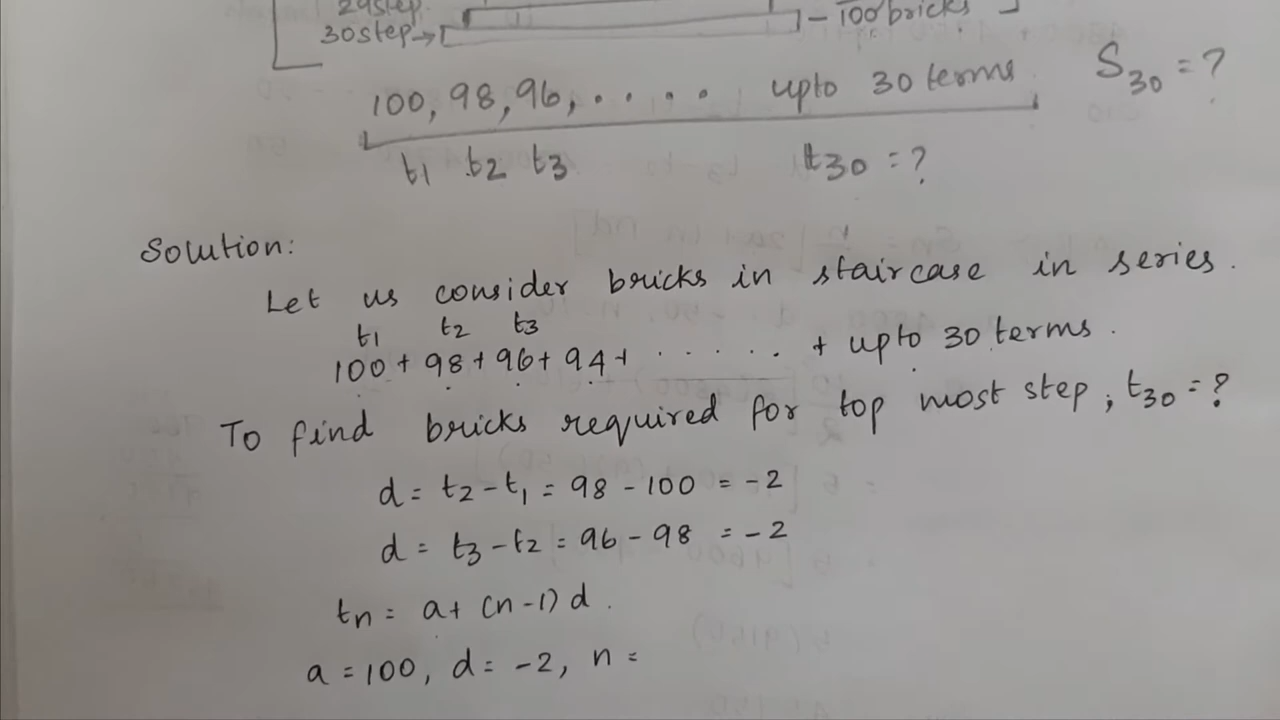 29step
30step→ - 100 bricks
100, 98, 96, ..... upto 30 terms S30 = ?
t1 t2 t3 t30 = ?
Solution:
Let us consider bricks in staircase in series.
t1 t2 t3
100 + 98 + 96 + 94 + ...... + upto 30 terms.
To find bricks required for top most step, t30 = ?
d = t2 - t1 = 98 - 100 = -2
d = t3 - t2 = 96 - 98 = -2
tn = a + (n-1) d.
a = 100, d = -2, n =